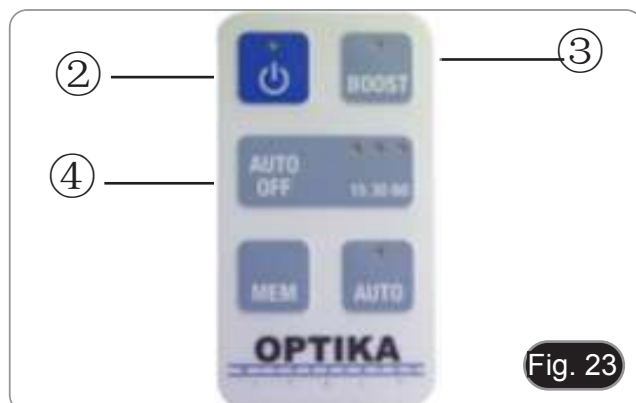 ②
③
BOOST
④
AUTO
OFF
15 30 60
MEM
AUTO
OPTIKA
Fig. 23